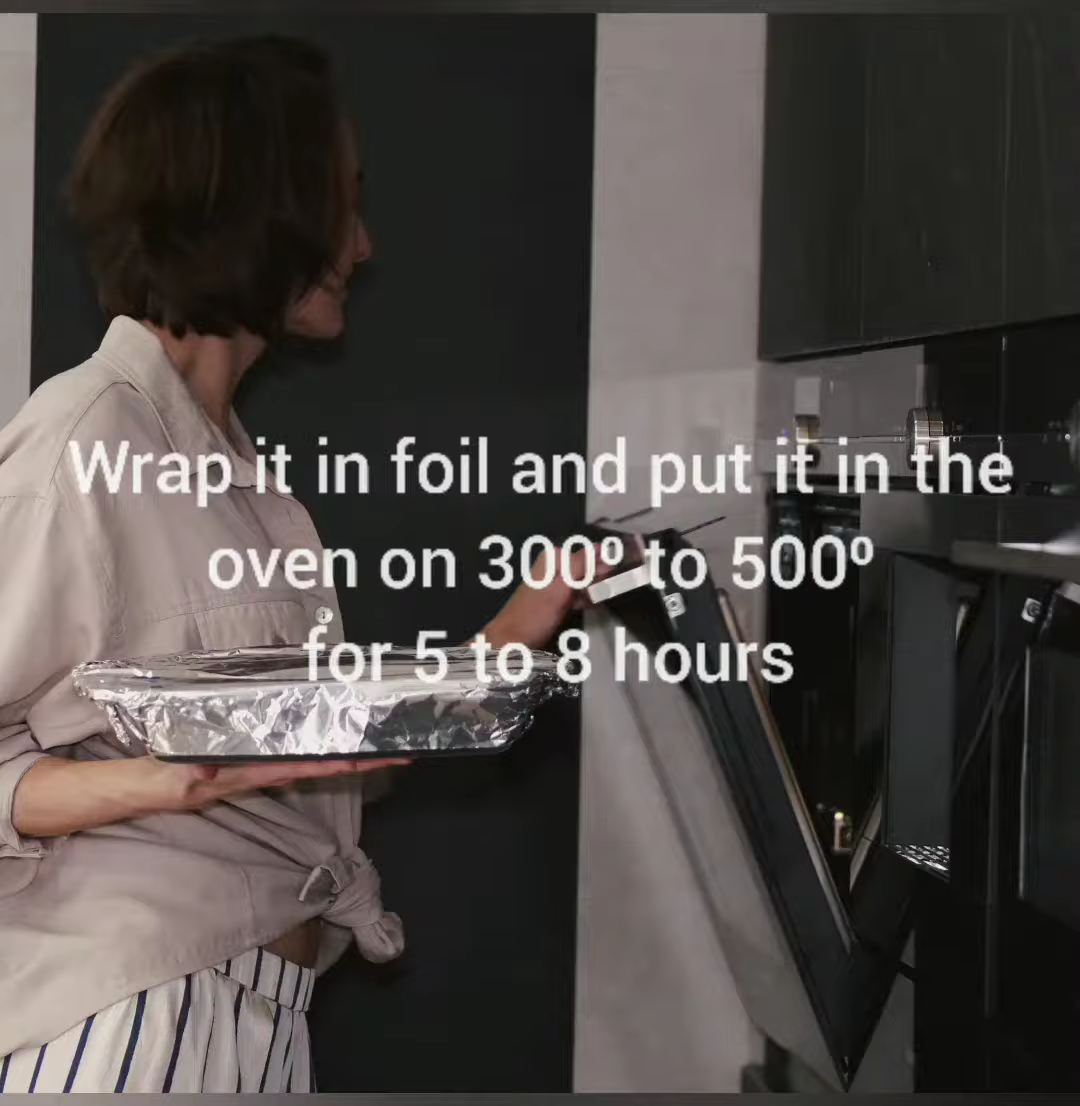 Wrap it in foil and put it in the
oven on 300º to 500º
for 5 to 8 hours